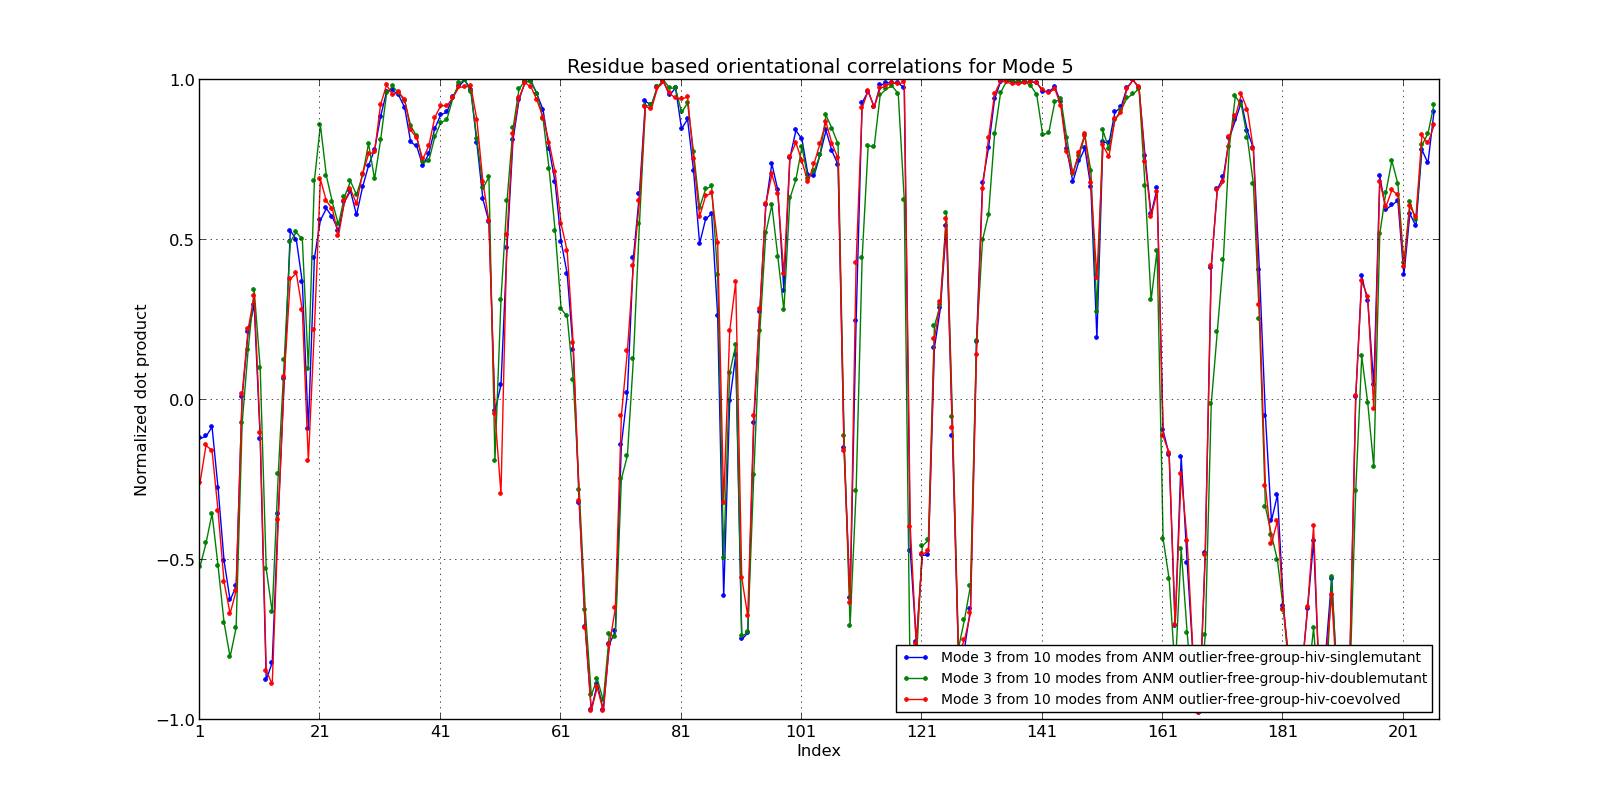 Residue based orientational correlations for Mode 5
1.0
0.5
0.0
−0.5
−1.0
Normalized dot product
1 21 41 61 81 101 121 141 161 181 201
Index
Mode 3 from 10 modes from ANM outlier-free-group-hiv-singlemutant
Mode 3 from 10 modes from ANM outlier-free-group-hiv-doublemutant
Mode 3 from 10 modes from ANM outlier-free-group-hiv-coevolved